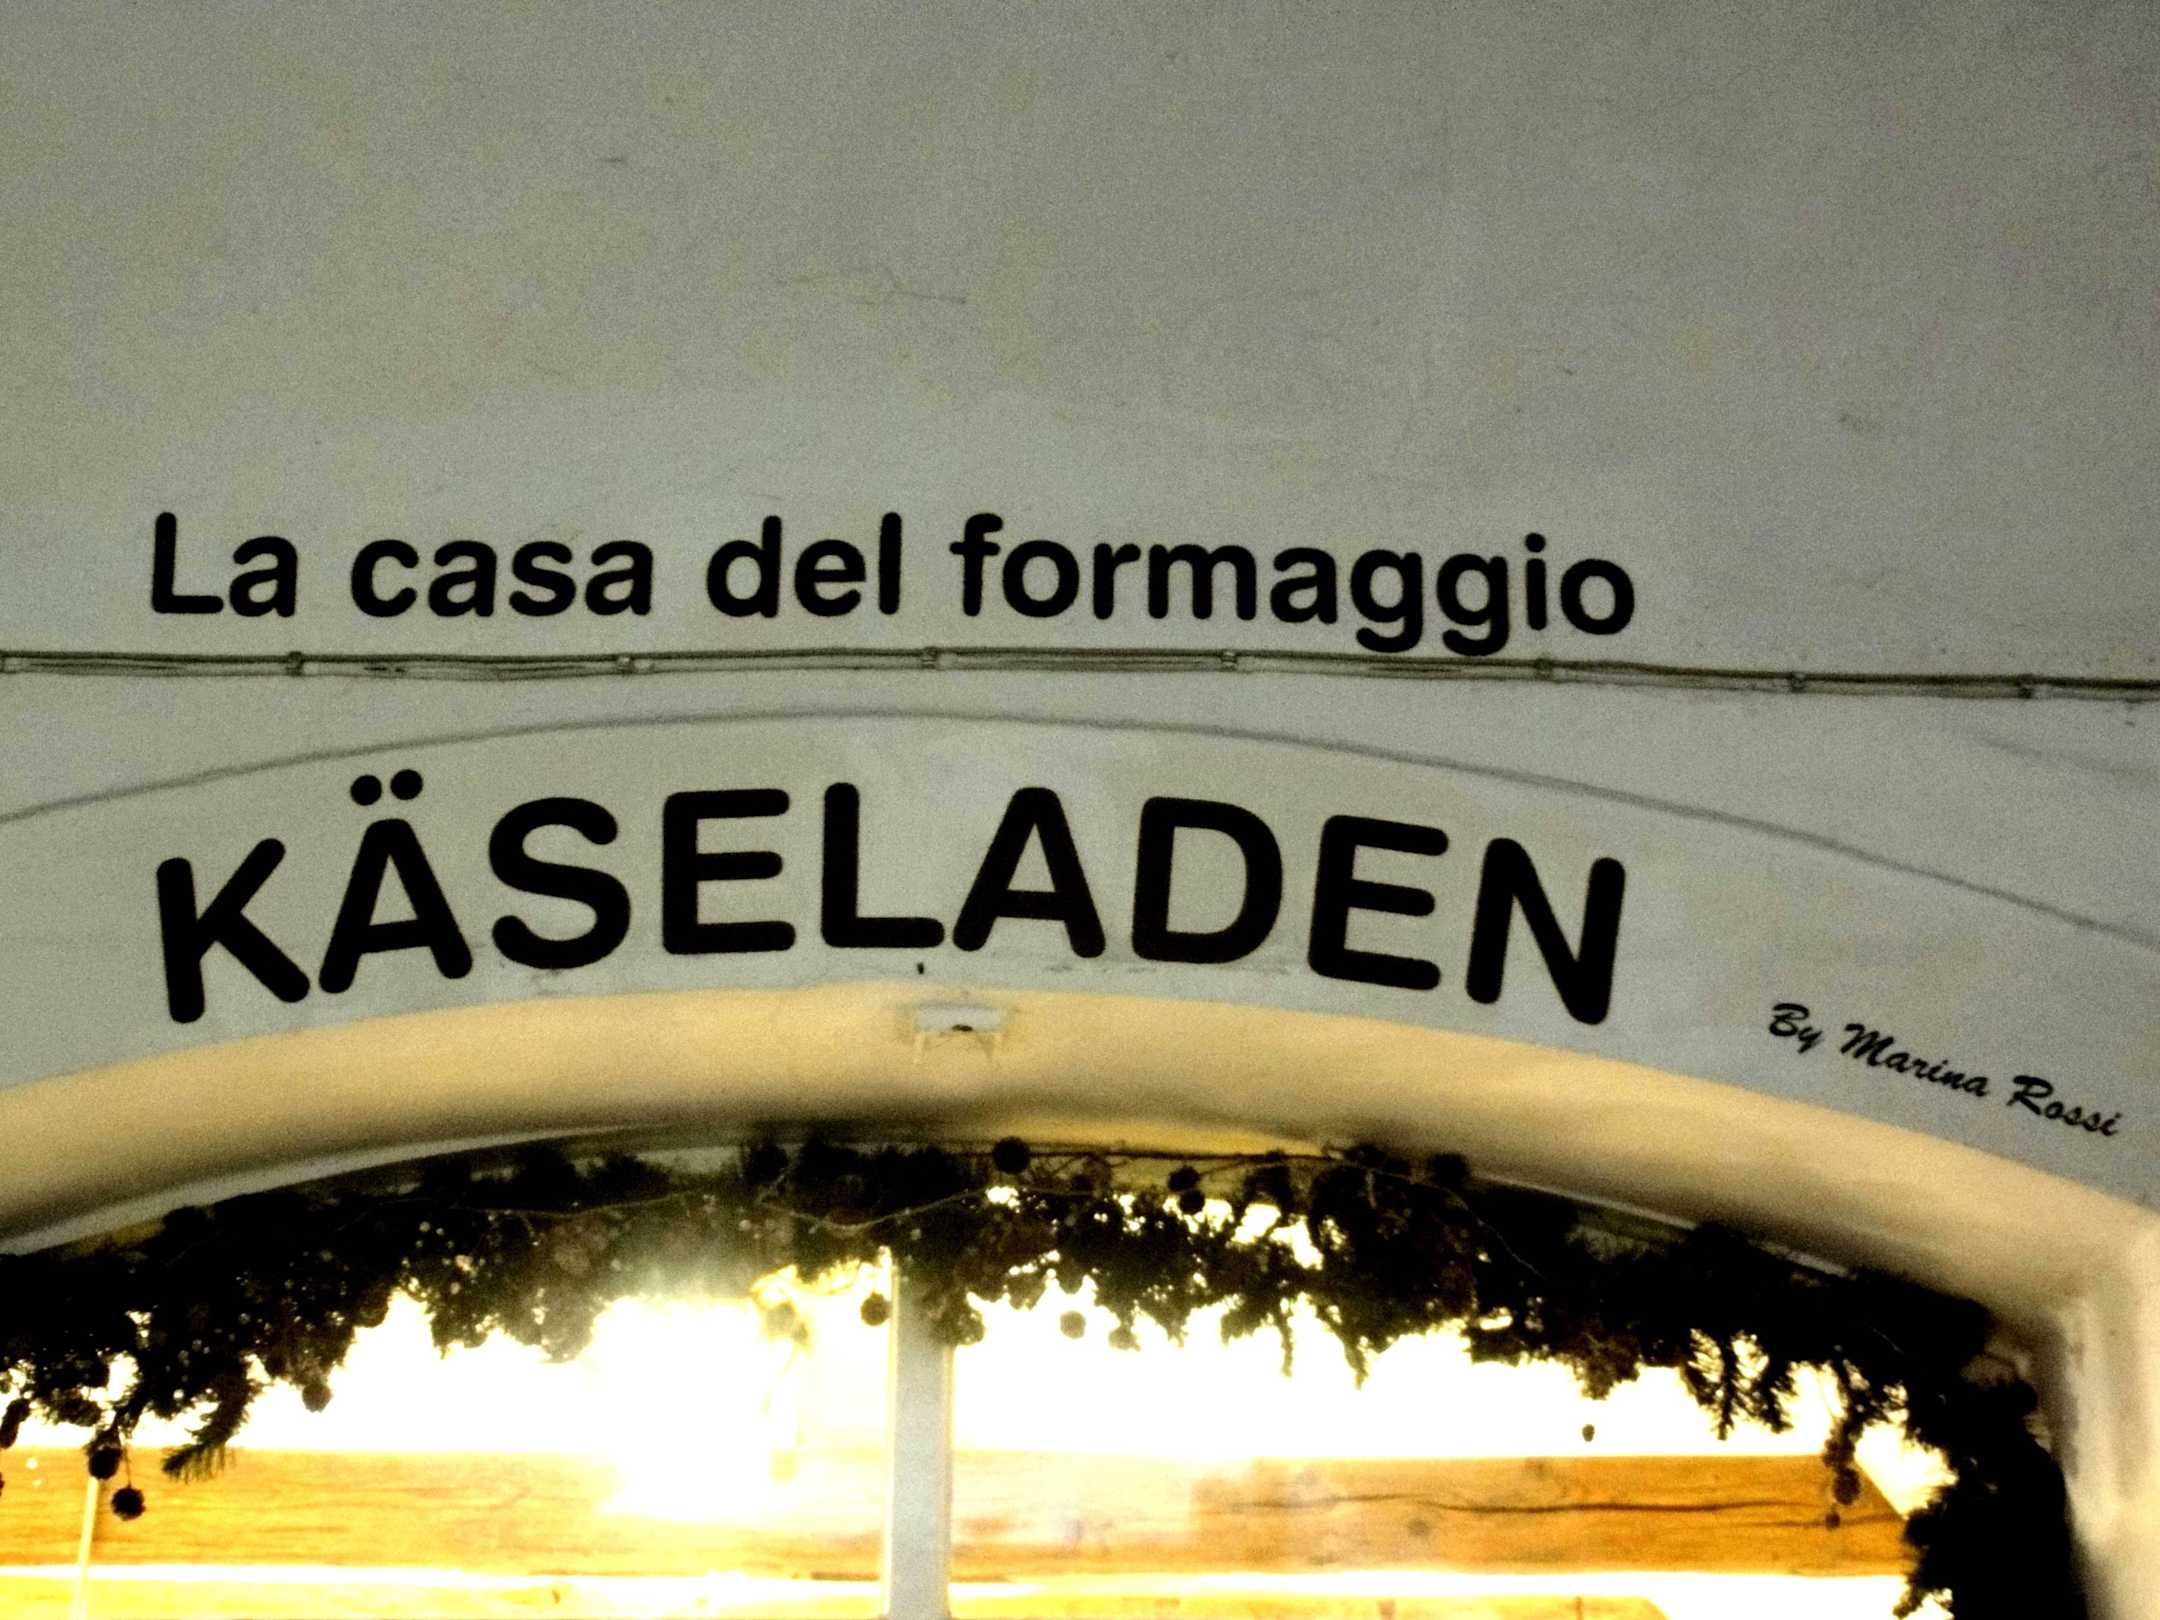 La casa del formaggio
KÄSELADEN
By Marina Rossi